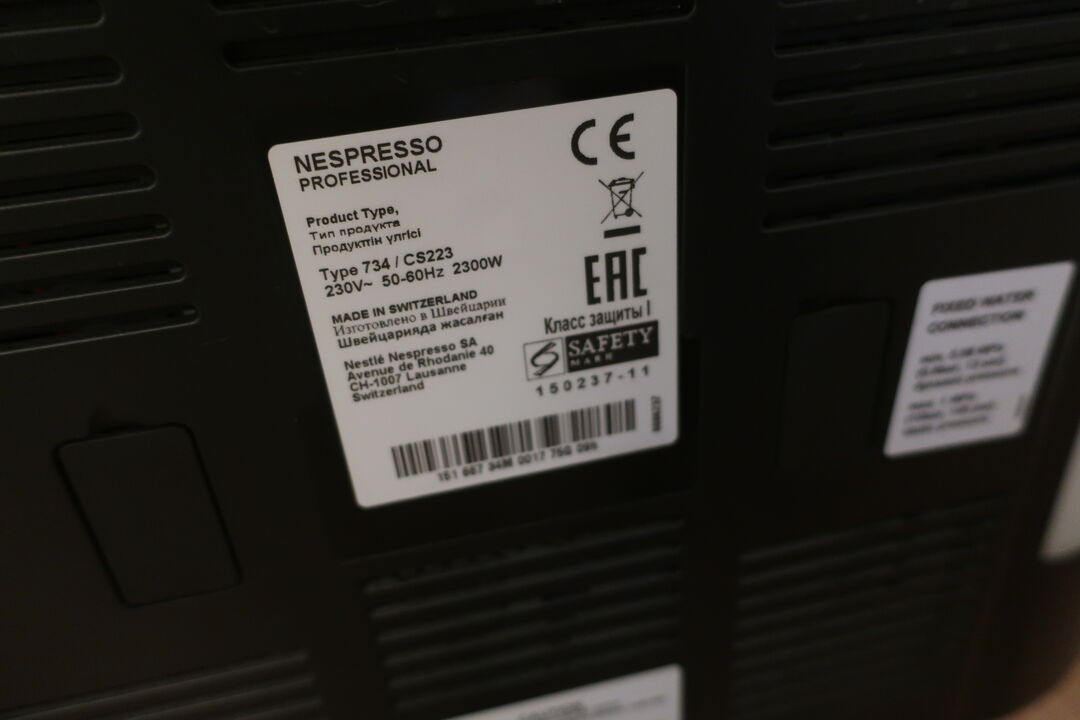 NESPRESSO
PROFESSIONAL
Product Type,
Тип продукта
Продукттін үлгісі
Type 734 / CS223
230V~ 50-60Hz 2300W
MADE IN SWITZERLAND
Изготовлено в Швейцарии
Швейцарияда жасалған
Nestlé Nespresso SA
Avenue de Rhodanie 40
CH-1007 Lausanne
Switzerland
CE
EAC
Класс защиты I
S SAFETY
MARK
150237-11
FIXED WATER
CONNECTION